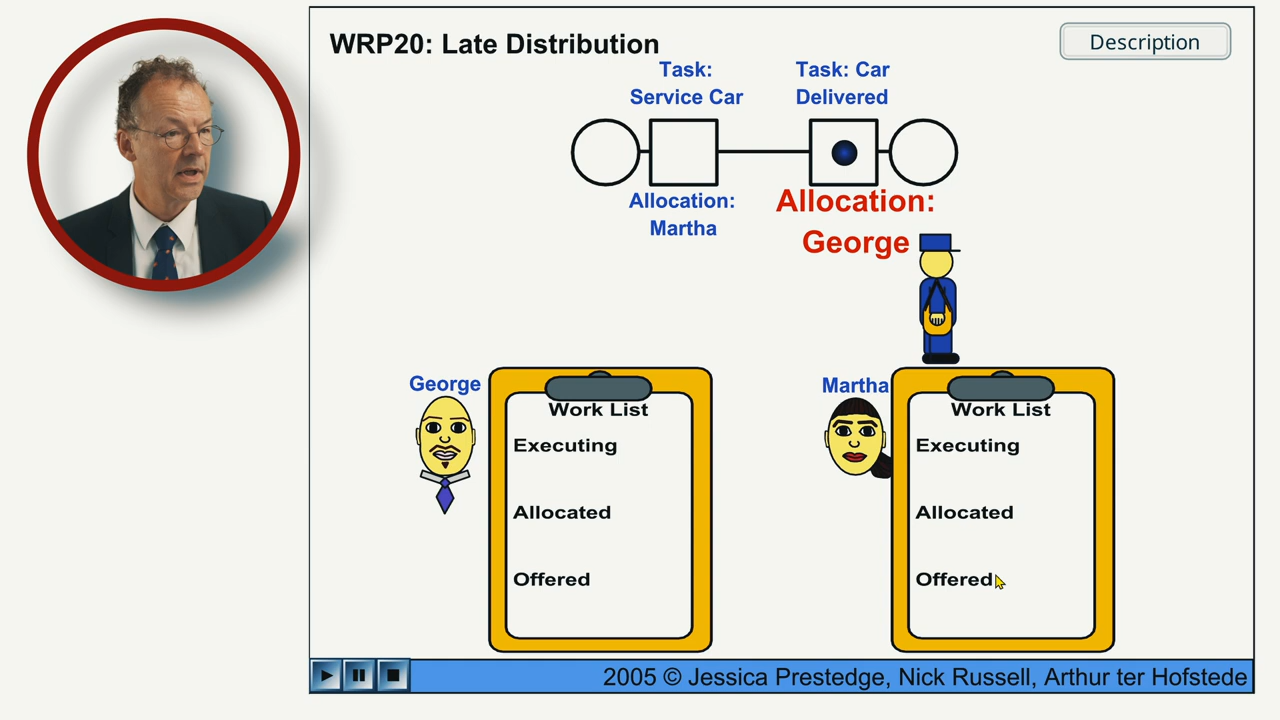 WRP20: Late Distribution
Description
Task:
Service Car
Task: Car
Delivered
Allocation:
Martha
Allocation:
George
George
Work List
Executing
Allocated
Offered
Martha
Work List
Executing
Allocated
Offered
2005 © Jessica Prestedge, Nick Russell, Arthur ter Hofstede